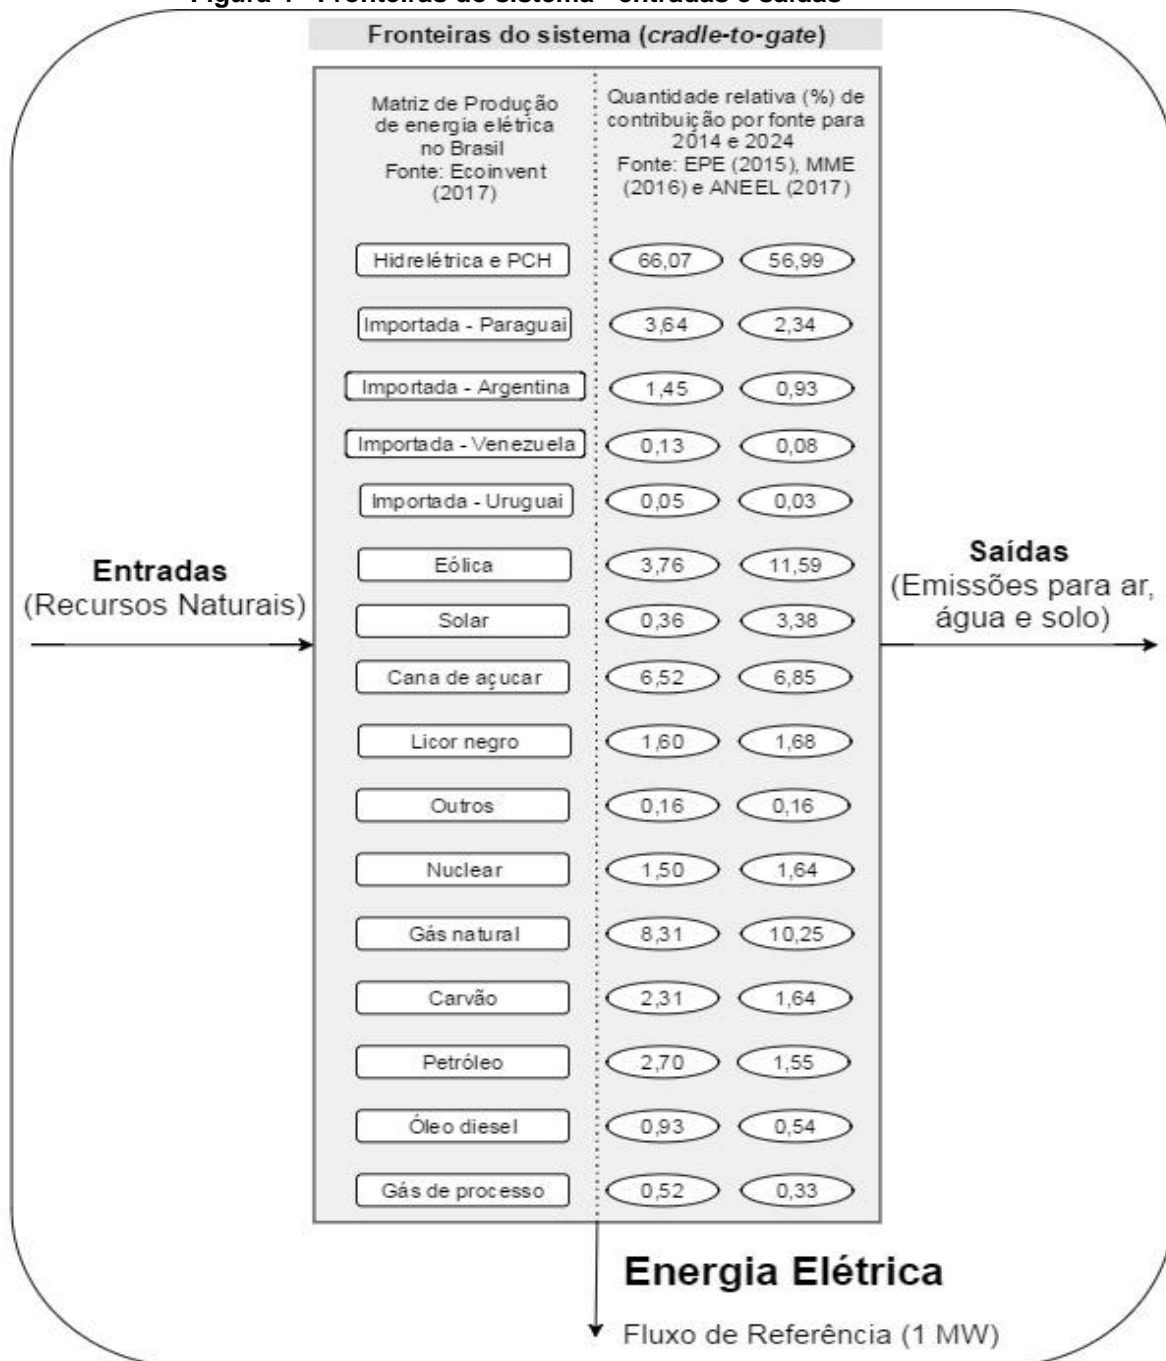 Fronteiras do sistema (cradle-to-gate)
Matriz de Produção
de energia elétrica
no Brasil
Fonte: Ecoinvent
(2017)
Quantidade relativa (%) de
contribuição por fonte para
2014 e 2024
Fonte: EPE (2015), MME
(2016) e ANEEL (2017)
Hidrelétrica e PCH 66,07 56,99
Importada - Paraguai 3,64 2,34
Importada - Argentina 1,45 0,93
Importada - Venezuela 0,13 0,08
Importada - Uruguai 0,05 0,03
Eólica 3,76 11,59
Solar 0,36 3,38
Cana de açucar 6,52 6,85
Licor negro 1,60 1,68
Outros 0,16 0,16
Nuclear 1,50 1,64
Gás natural 8,31 10,25
Carvão 2,31 1,64
Petróleo 2,70 1,55
Óleo diesel 0,93 0,54
Gás de processo 0,52 0,33
Entradas
(Recursos Naturais)
Saídas
(Emissões para ar,
água e solo)
Energia Elétrica
Fluxo de Referência (1 MW)